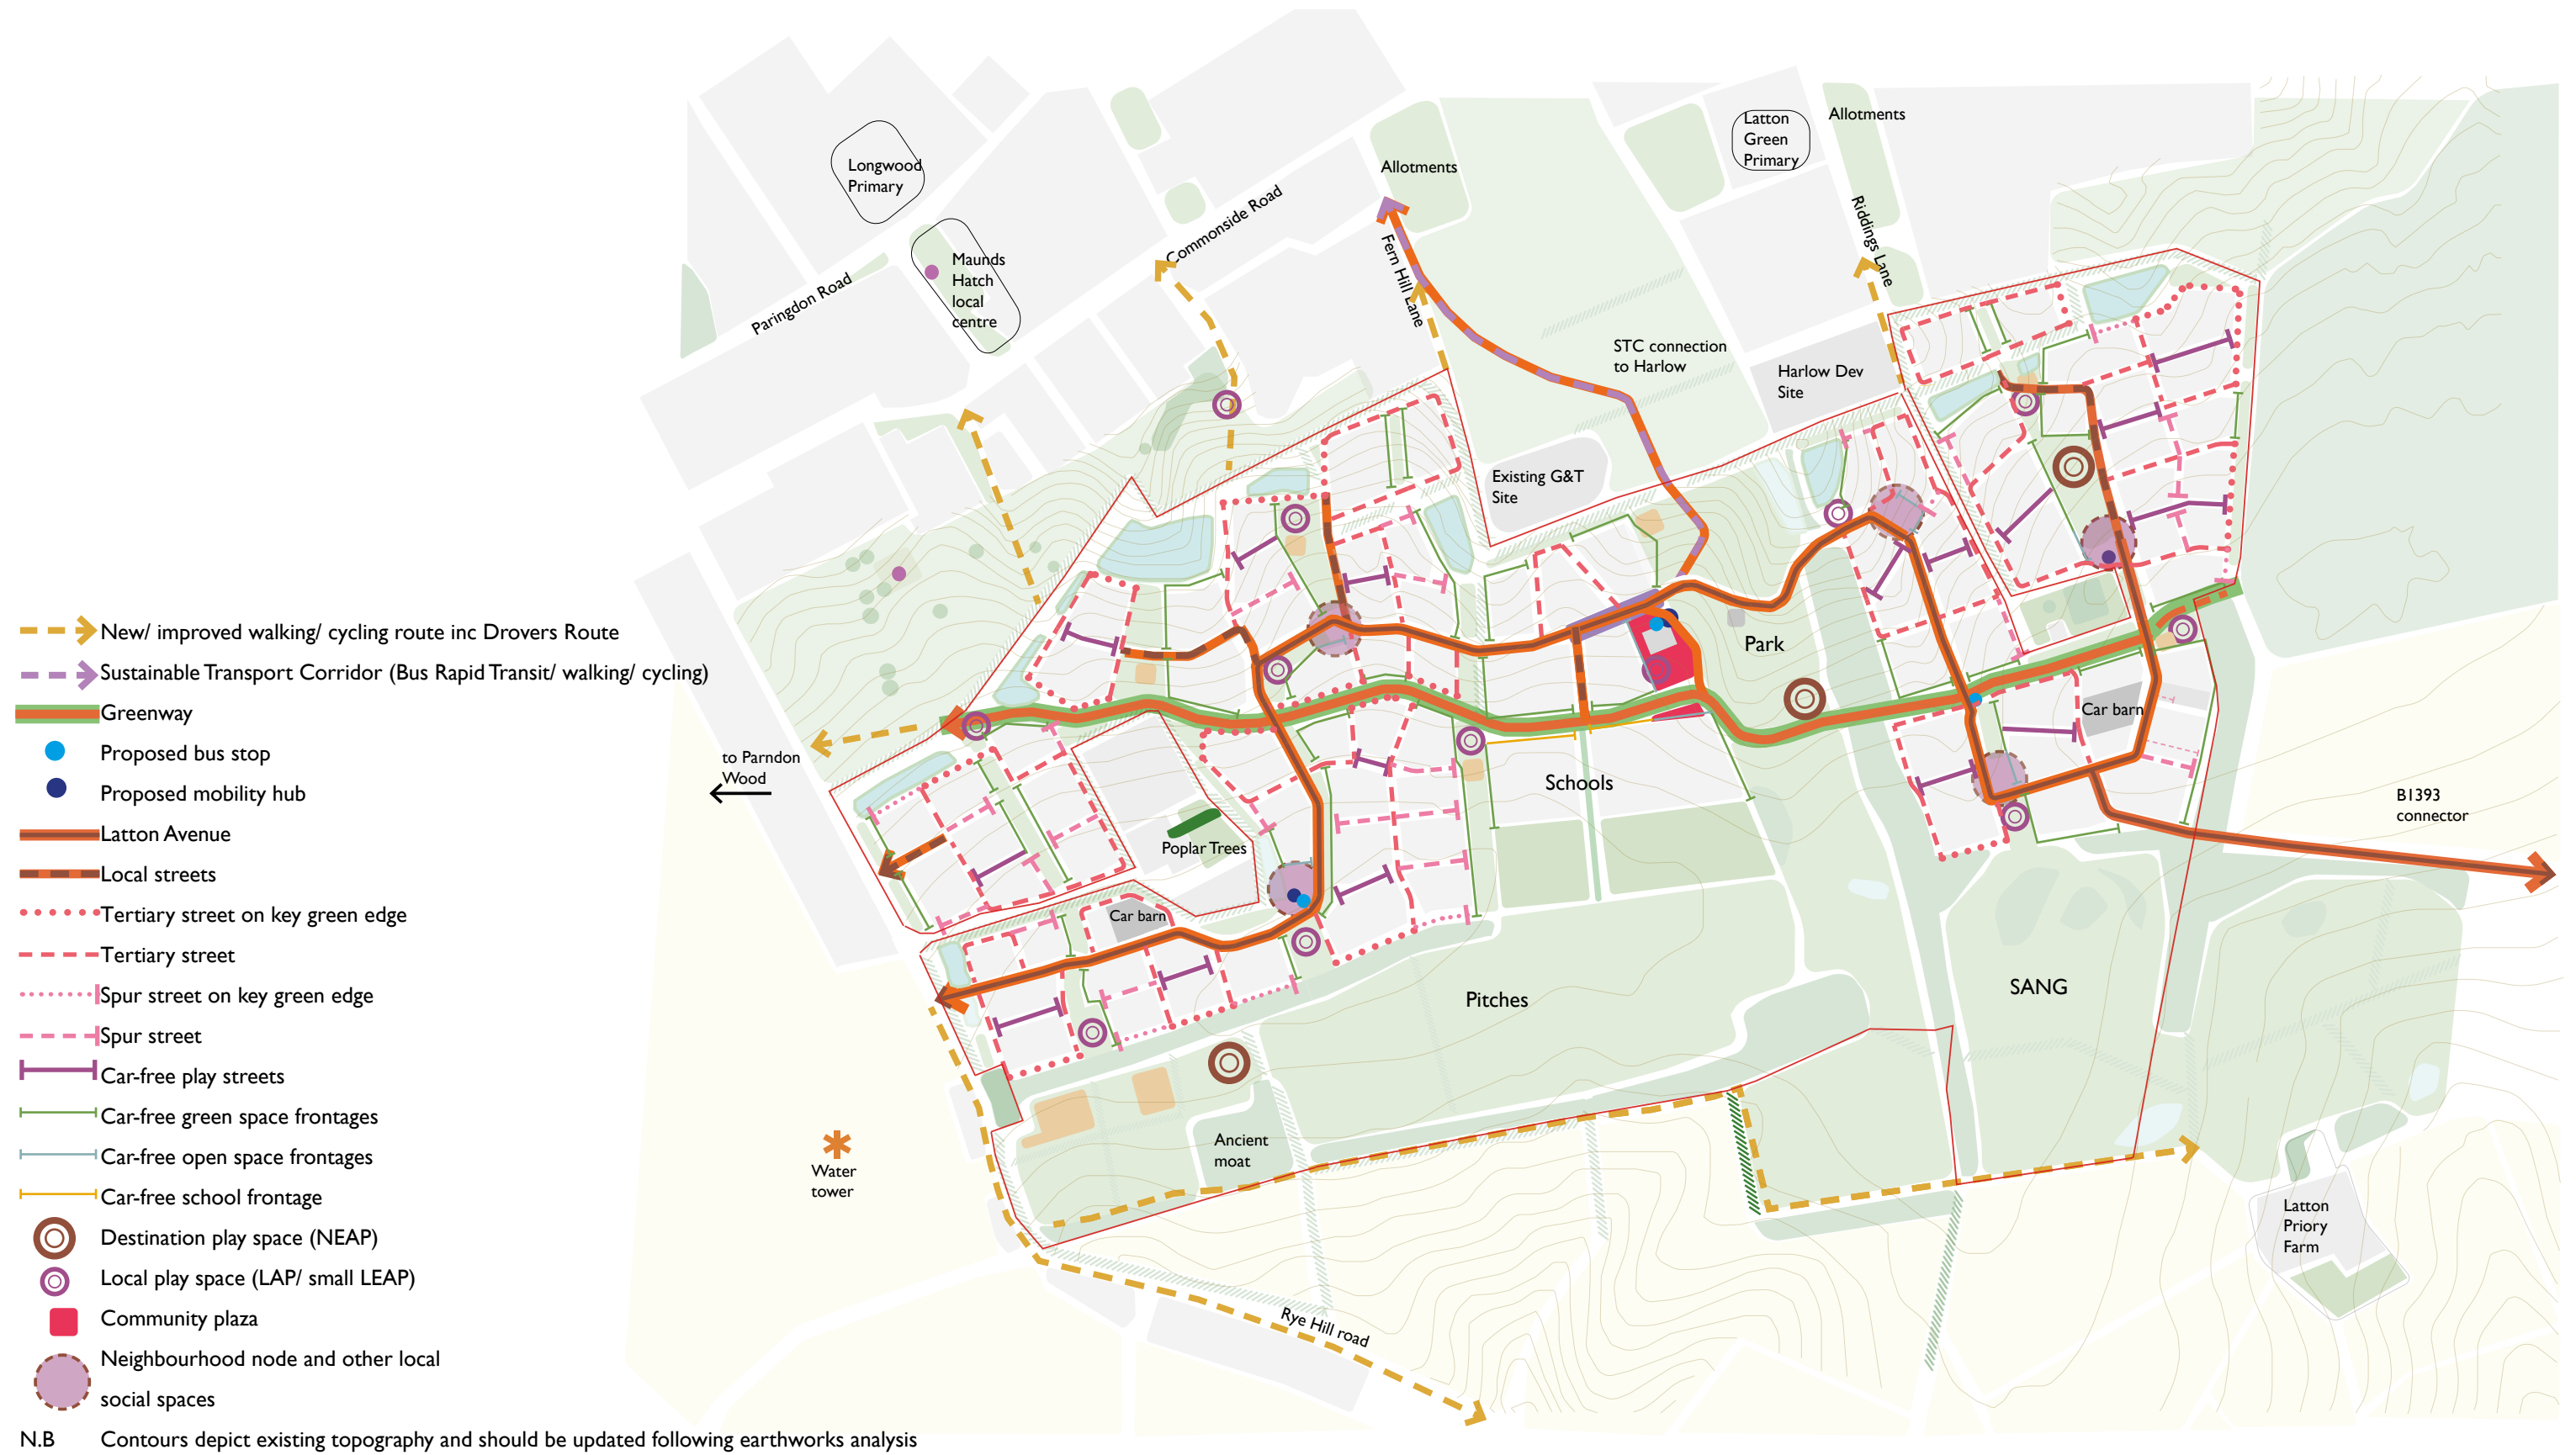 Allotments
Latton
Green
Primary
Allotments
Longwood
Primary
Commonside Road
Riddings Lane
Fern Hill Lane
Maunds
Hatch
local
centre
Paringdon Road
STC connection
to Harlow
Harlow Dev
Site
Existing G&T
Site
New/ improved walking/ cycling route inc Drovers Route
Sustainable Transport Corridor (Bus Rapid Transit/ walking/ cycling)
Greenway
Proposed bus stop
Proposed mobility hub
Latton Avenue
Local streets
Tertiary street on key green edge
Tertiary street
Spur street on key green edge
Spur street
Car-free play streets
Car-free green space frontages
Car-free open space frontages
Car-free school frontage
Destination play space (NEAP)
Local play space (LAP/ small LEAP)
Community plaza
Neighbourhood node and other local
social spaces
N.B Contours depict existing topography and should be updated following earthworks analysis
Park
Car barn
to Parndon
Wood
Schools
B1393
connector
Poplar Trees
Car barn
Pitches
SANG
Ancient
moat
Water
tower
Latton
Priory
Farm
Rye Hill road